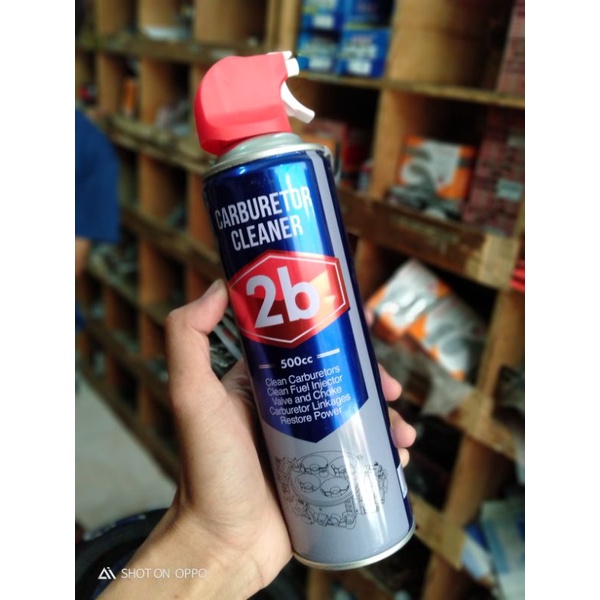 CARBURETOR
CLEANER
2b
500cc
Clean Carburetors
Clean Fuel Injector
Valve and Choke
Carburetor Linkages
Restore Power
SHOT ON OPPO